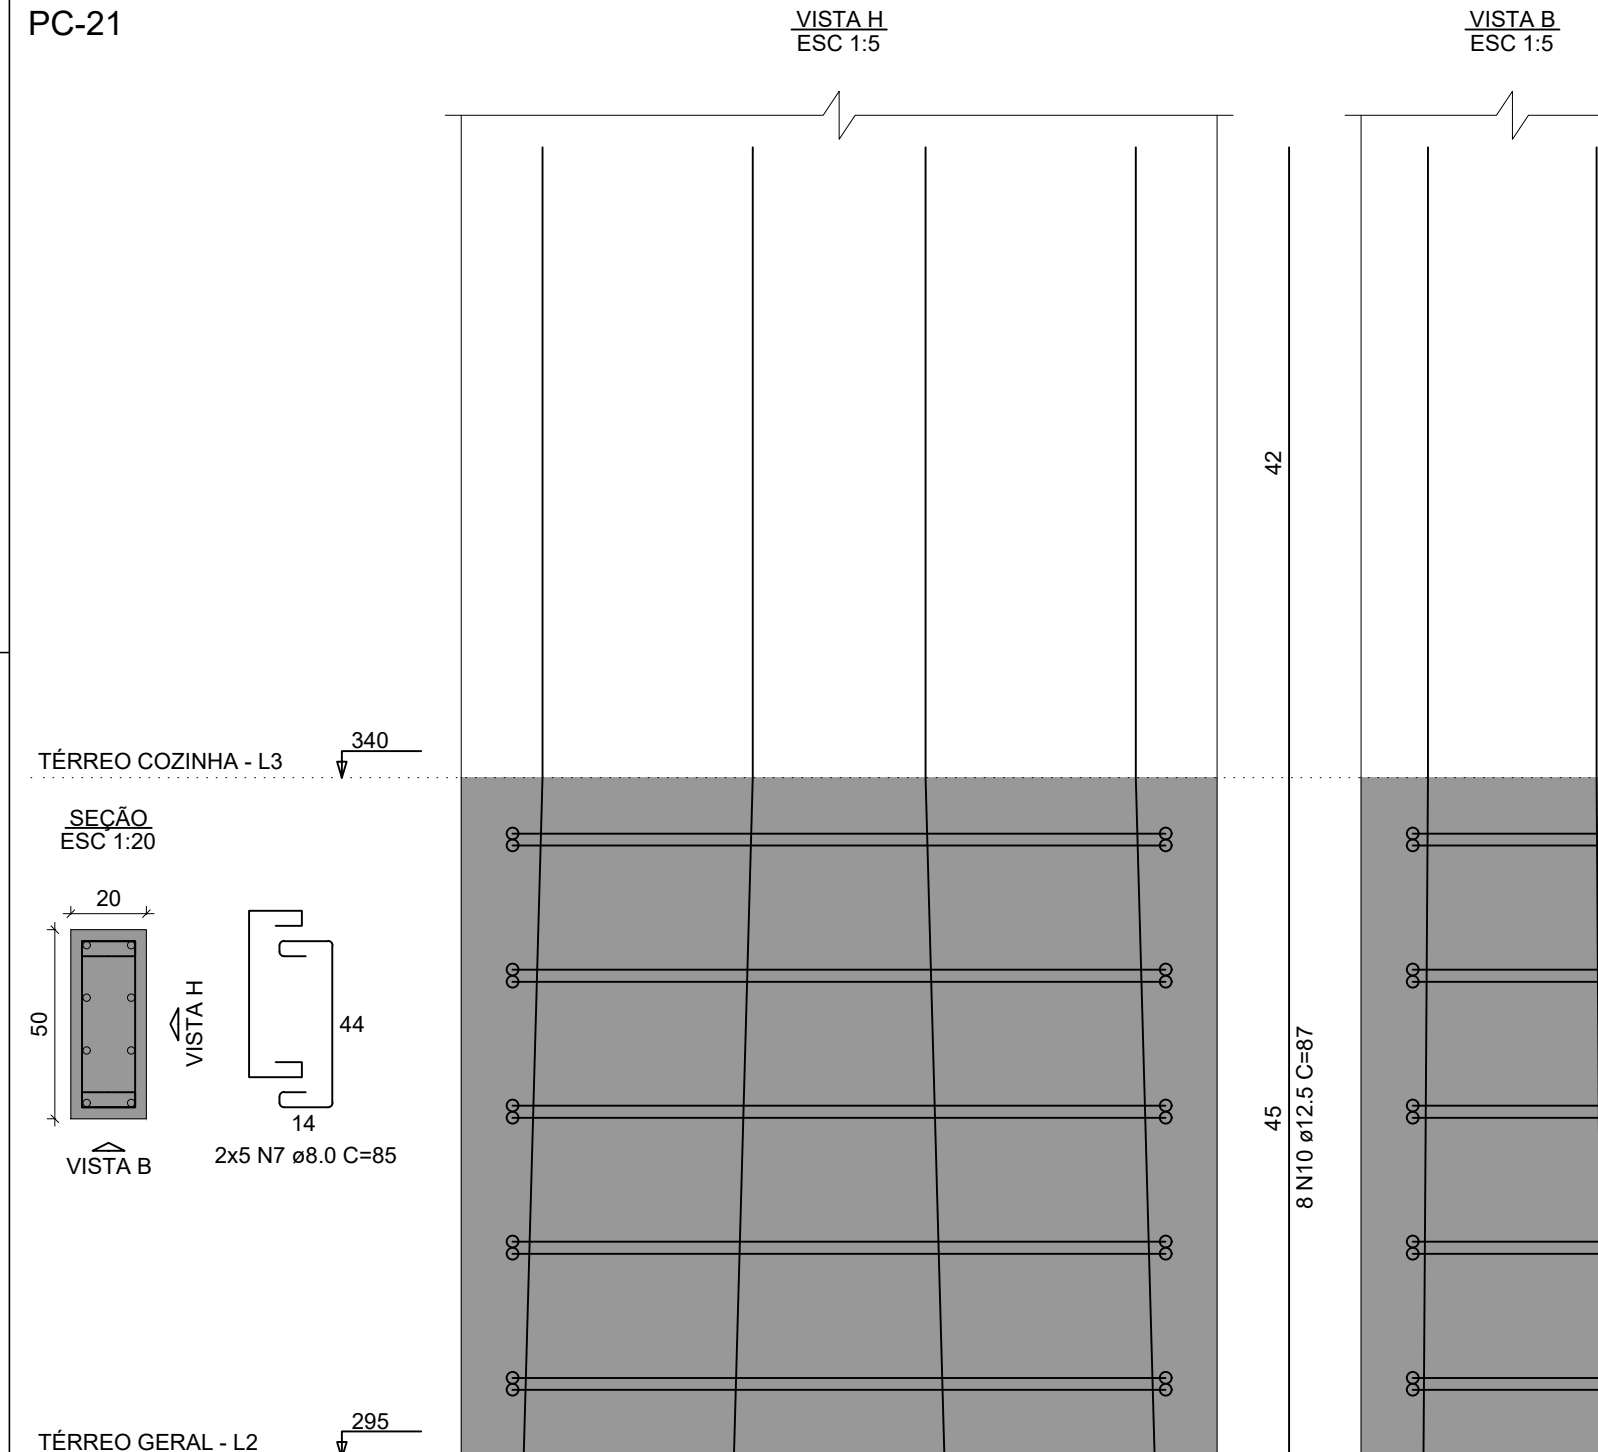 PC-21
VISTA H
ESC 1:5
VISTA B
ESC 1:5
42
340
TÉRREO COZINHA - L3
SEÇÃO
ESC 1:20
20
50
VISTA H
VISTA B
44
14
2x5 N7 ø8.0 C=85
45
8 N10 ø12.5 C=87
295
TÉRREO GERAL - L2